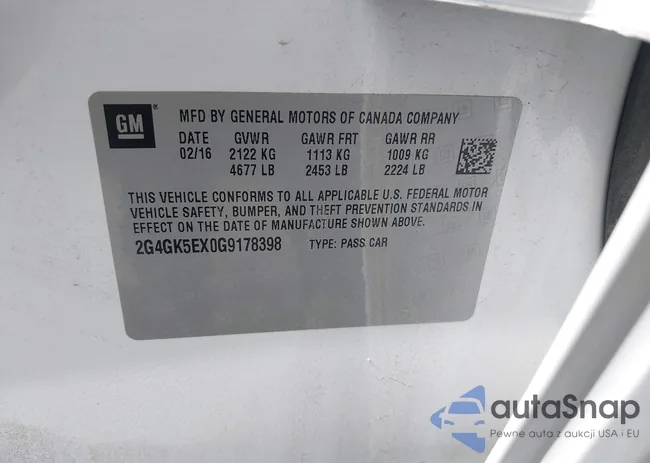 GM
MFD BY GENERAL MOTORS OF CANADA COMPANY
DATE GVWR GAWR FRT GAWR RR
02/16 2122 KG 1113 KG 1009 KG
4677 LB 2453 LB 2224 LB
THIS VEHICLE CONFORMS TO ALL APPLICABLE U.S. FEDERAL MOTOR
VEHICLE SAFETY, BUMPER, AND THEFT PREVENTION STANDARDS IN
EFFECT ON THE DATE OF MANUFACTURE SHOWN ABOVE.
2G4GK5EX0G9178398 TYPE: PASS CAR
autaSnap
Pewne auta z aukcji USA i EU